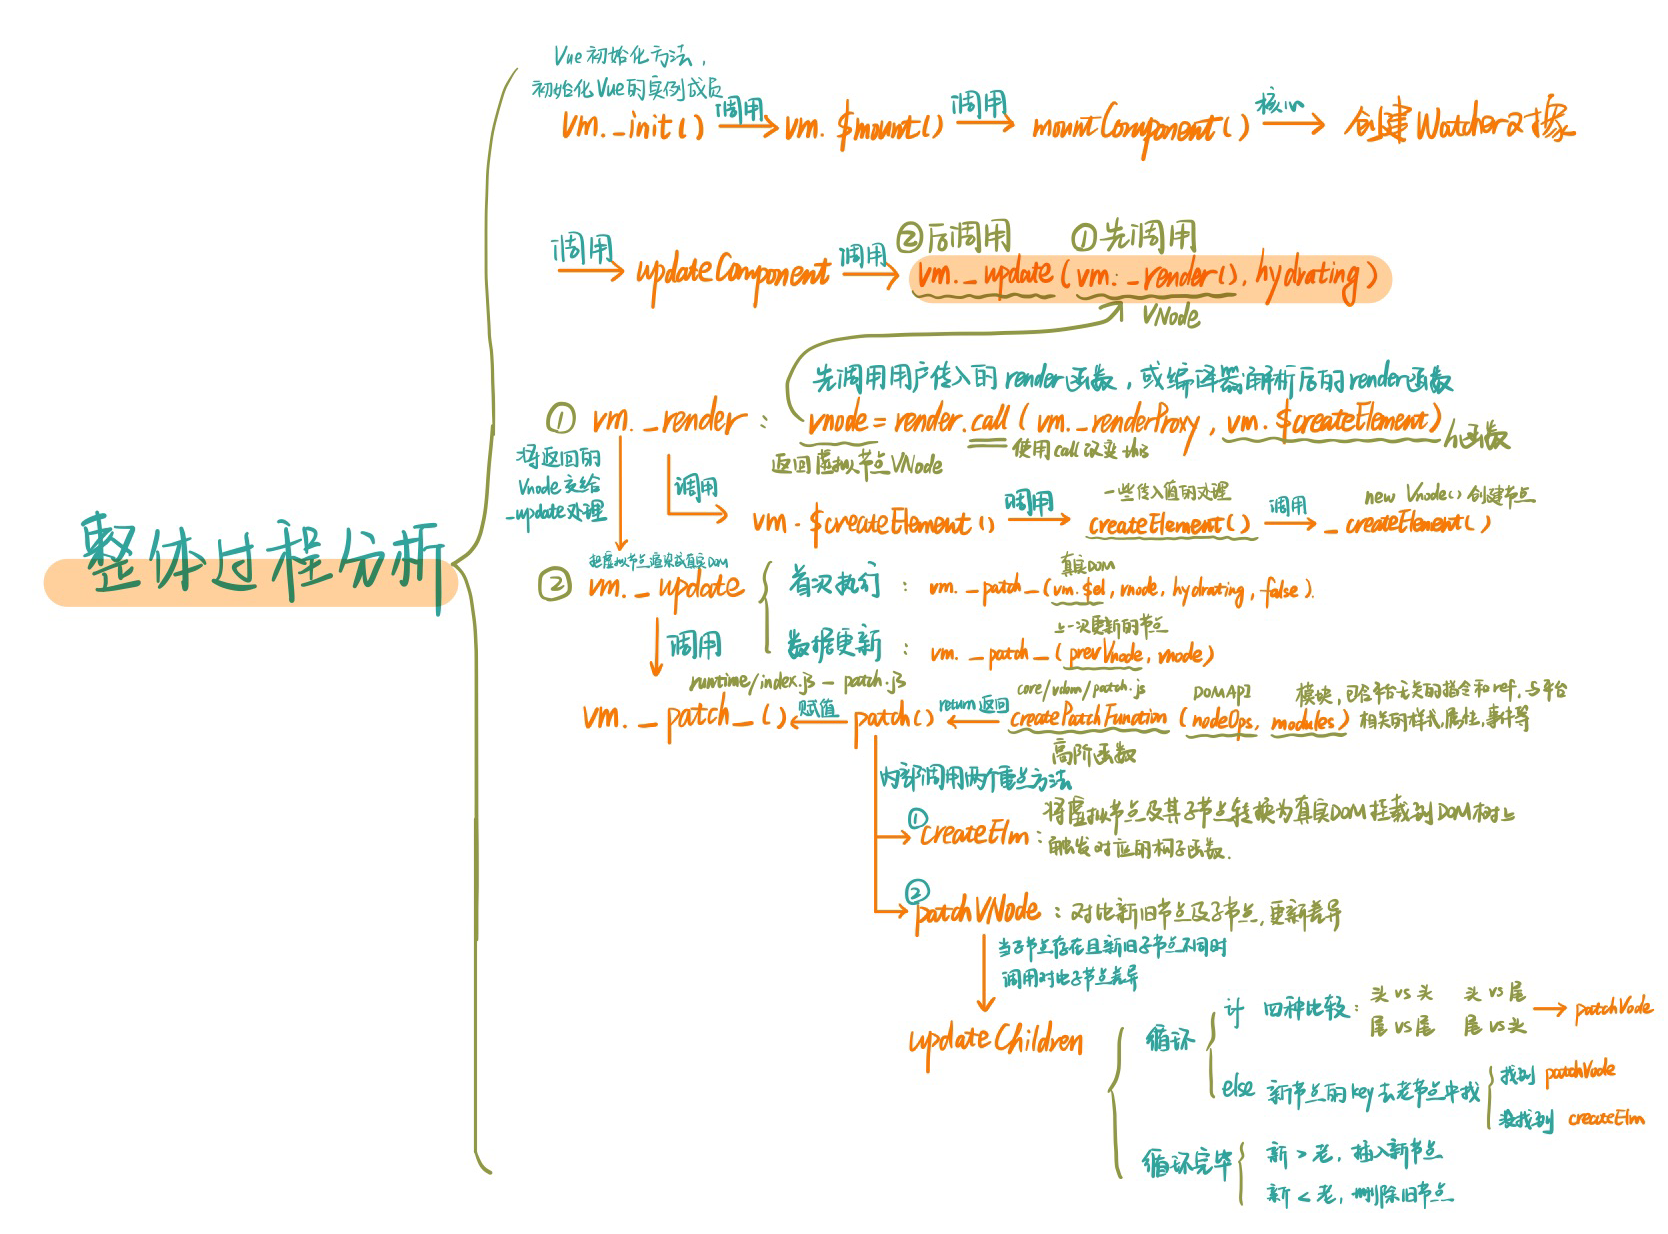 整体过程分析
Vue初始化方法,
初始化Vue的实例成员
vm._init() 调用 vm.$mount() 调用 mountComponent() 核心 创建Watcher对象
②后调用 ①先调用
调用 updateComponent 调用 vm._update(vm._render(), hydrating)
VNode
先调用用户传入的render函数,或编译器解析后的render函数
① vm._render : vnode = render.call(vm._renderProxy, vm.$createElement) h函数
返回虚拟节点VNode 使用call改变this
将返回的
Vnode交给
_update处理
调用 vm.$createElement() 调用 createElement() 调用 _createElement()
一些传入值的处理 new Vnode()创建节点
把虚拟节点渲染成真实DOM
② vm._update
真实DOM
首次执行 : vm._patch_(vm.$el, vnode, hydrating, false).
上一次更新的节点
数据更新 : vm._patch_(prevVnode, vnode)
调用
runtime/index.js - patch.js core/vdom/patch.js DOMAPI 模块,包含平台无关的指令和ref,与平台
vm._patch_() 赋值 patch() return返回 createPatchFunction(nodeOps, modules) 相关的样式,属性,事件等
高阶函数
内部调用两个重点方法
① createElm : 将虚拟节点及其子节点转换为真实DOM挂载到DOM树上
触发对应的钩子函数.
② patchVNode : 对比新旧节点及子节点,更新差异
当子节点存在且新旧子节点不同时
调用对比子节点差异
updateChildren
循环
计 四种比较 : 头vs头 头vs尾 patchVode
尾vs尾 尾vs头
else 新节点的key去老节点中找
找到 patchVode
没找到 createElm
循环完毕
新>老,插入新节点
新<老,删除旧节点